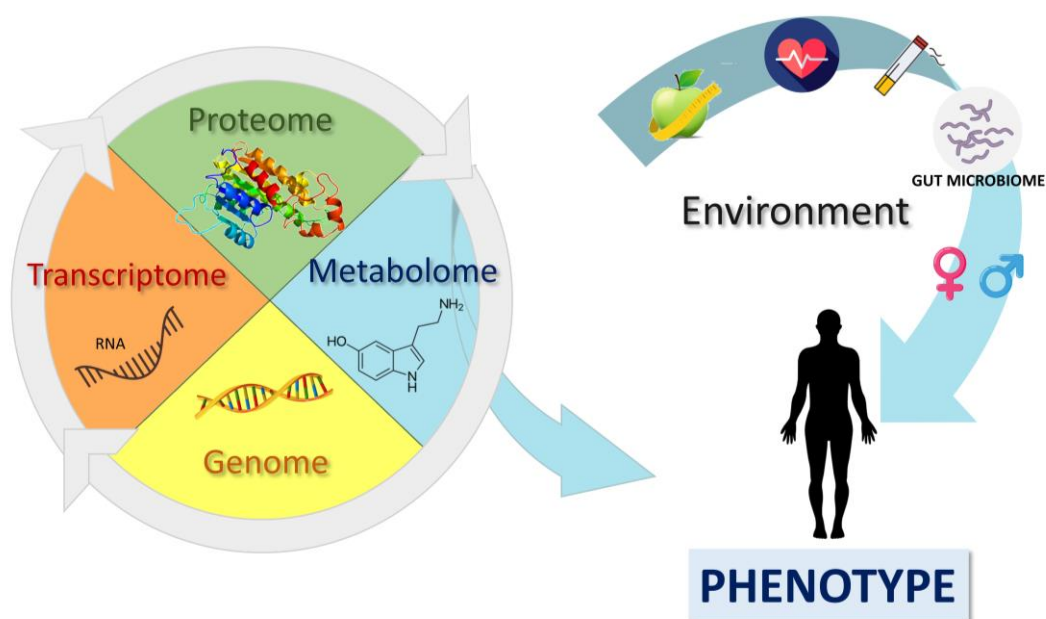 Proteome
Transcriptome
RNA
Metabolome
NH₂
HO
N
H
Genome
GUT MICROBIOME
Environment
PHENOTYPE